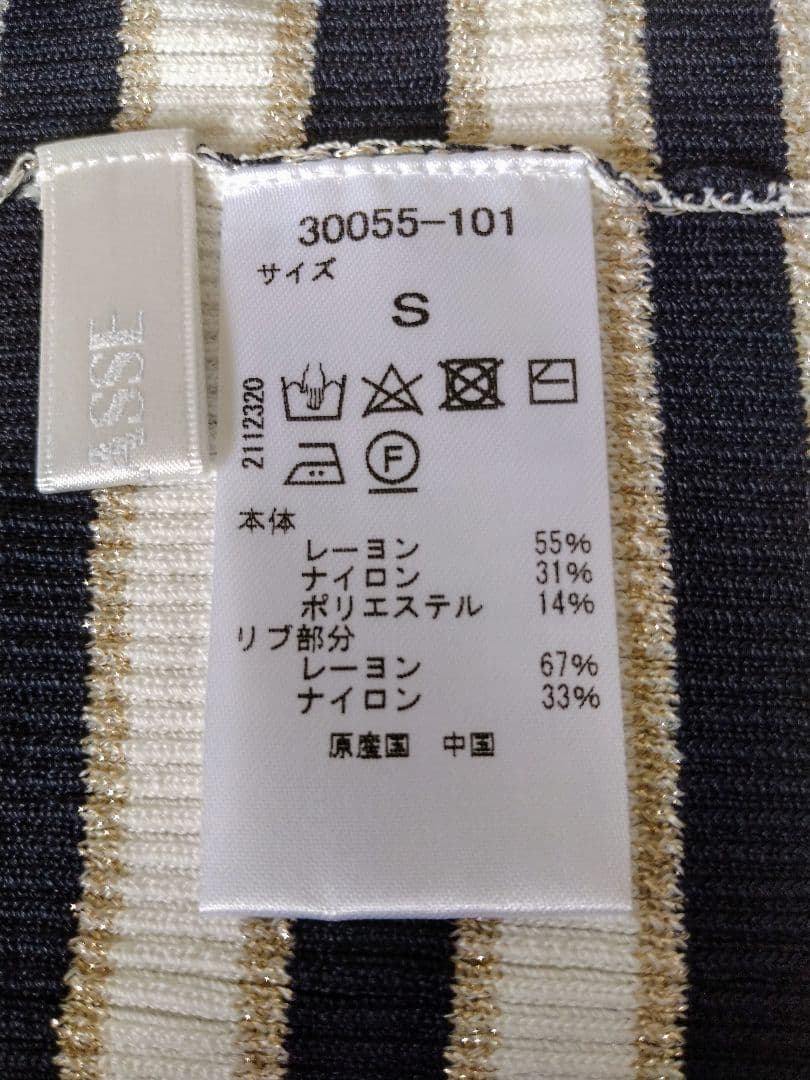 ASSE
30055-101
サイズ
S
2112320
F
本体
レーヨン 55%
ナイロン 31%
ポリエステル 14%
リブ部分
レーヨン 67%
ナイロン 33%
原産国 中国